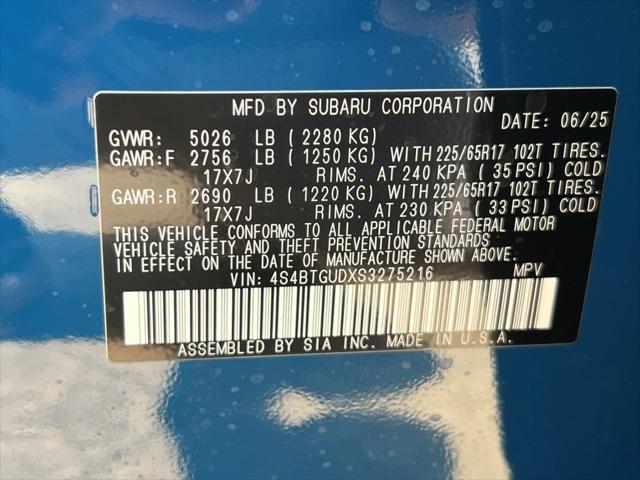 MFD BY SUBARU CORPORATION
DATE: 06/25
GVWR: 5026 LB ( 2280 KG)
GAWR:F 2756 LB ( 1250 KG) WITH 225/65R17 102T TIRES.
17X7J RIMS. AT 240 KPA ( 35 PSI) COLD
GAWR:R 2690 LB ( 1220 KG) WITH 225/65R17 102T TIRES.
17X7J RIMS. AT 230 KPA ( 33 PSI) COLD
THIS VEHICLE CONFORMS TO ALL APPLICABLE FEDERAL MOTOR
VEHICLE SAFETY AND THEFT PREVENTION STANDARDS
IN EFFECT ON THE DATE OF MANUFACTURE SHOWN ABOVE.
VIN: 4S4BTGUDXS3275216 MPV
ASSEMBLED BY SIA INC. MADE IN U.S.A.